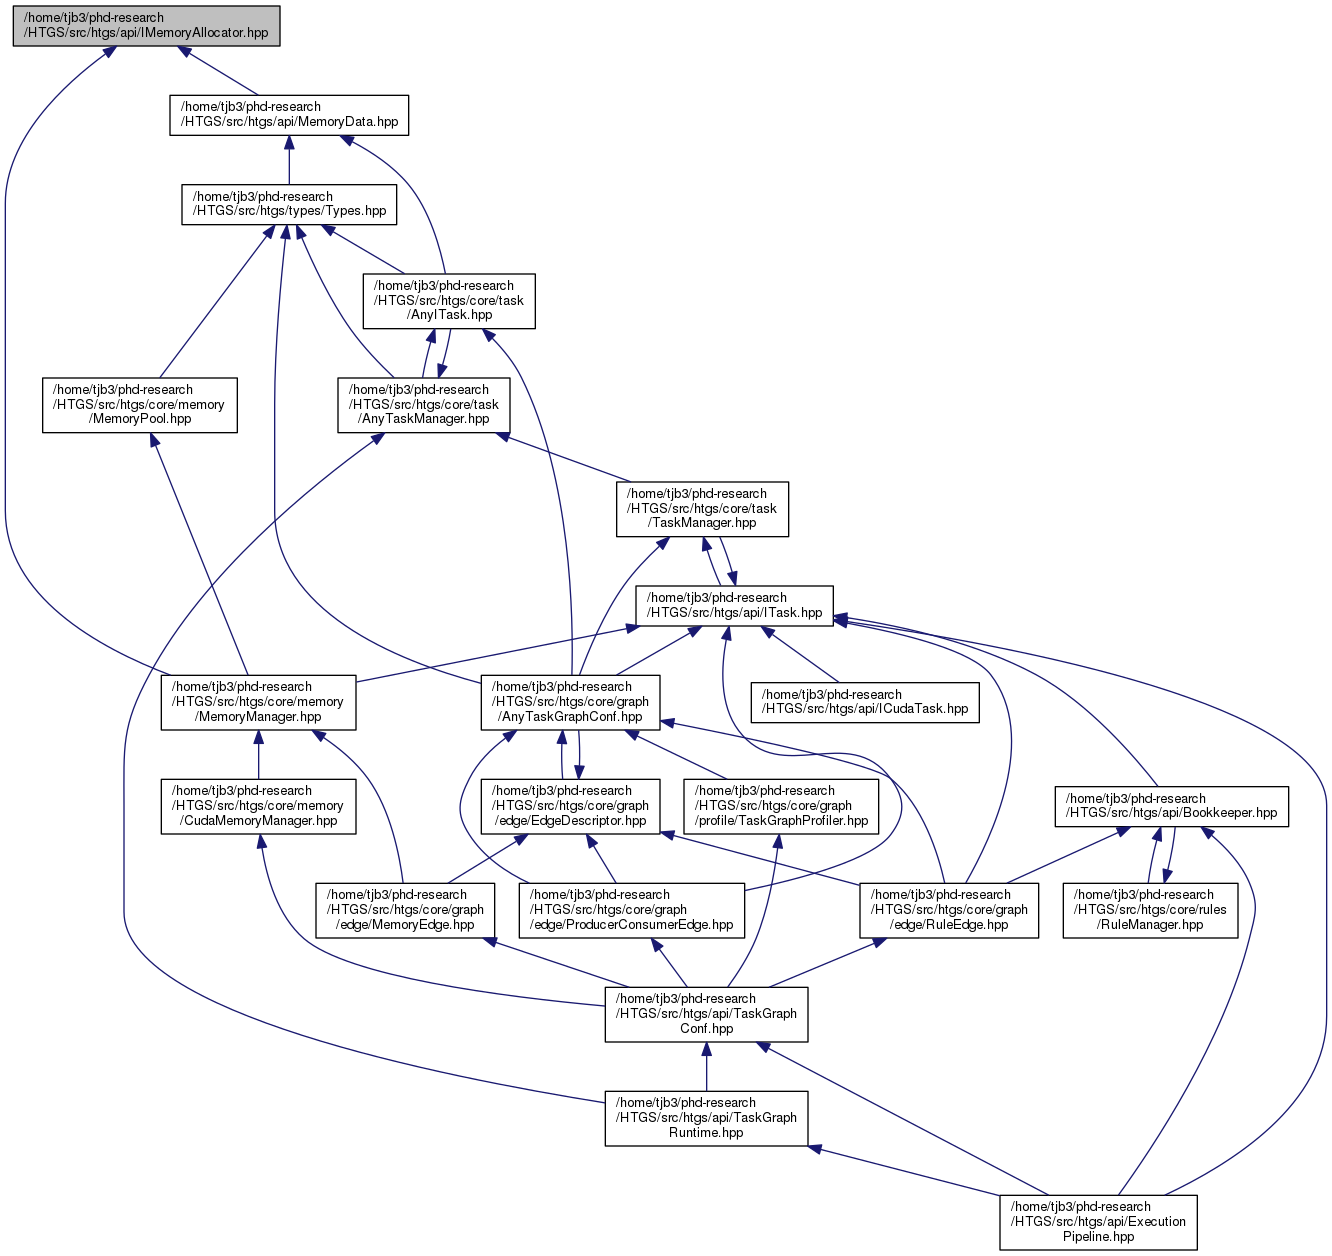 /home/tjb3/phd-research
/HTGS/src/htgs/api/IMemoryAllocator.hpp
/home/tjb3/phd-research
/HTGS/src/htgs/api/MemoryData.hpp
/home/tjb3/phd-research
/HTGS/src/htgs/types/Types.hpp
/home/tjb3/phd-research
/HTGS/src/htgs/core/task
/AnyITask.hpp
/home/tjb3/phd-research
/HTGS/src/htgs/core/memory
/MemoryPool.hpp
/home/tjb3/phd-research
/HTGS/src/htgs/core/task
/AnyTaskManager.hpp
/home/tjb3/phd-research
/HTGS/src/htgs/core/task
/TaskManager.hpp
/home/tjb3/phd-research
/HTGS/src/htgs/api/ITask.hpp
/home/tjb3/phd-research
/HTGS/src/htgs/core/memory
/MemoryManager.hpp
/home/tjb3/phd-research
/HTGS/src/htgs/core/graph
/AnyTaskGraphConf.hpp
/home/tjb3/phd-research
/HTGS/src/htgs/api/ICudaTask.hpp
/home/tjb3/phd-research
/HTGS/src/htgs/core/memory
/CudaMemoryManager.hpp
/home/tjb3/phd-research
/HTGS/src/htgs/core/graph
/edge/EdgeDescriptor.hpp
/home/tjb3/phd-research
/HTGS/src/htgs/core/graph
/profile/TaskGraphProfiler.hpp
/home/tjb3/phd-research
/HTGS/src/htgs/api/Bookkeeper.hpp
/home/tjb3/phd-research
/HTGS/src/htgs/core/graph
/edge/MemoryEdge.hpp
/home/tjb3/phd-research
/HTGS/src/htgs/core/graph
/edge/ProducerConsumerEdge.hpp
/home/tjb3/phd-research
/HTGS/src/htgs/core/graph
/edge/RuleEdge.hpp
/home/tjb3/phd-research
/HTGS/src/htgs/core/rules
/RuleManager.hpp
/home/tjb3/phd-research
/HTGS/src/htgs/api/TaskGraph
Conf.hpp
/home/tjb3/phd-research
/HTGS/src/htgs/api/TaskGraph
Runtime.hpp
/home/tjb3/phd-research
/HTGS/src/htgs/api/Execution
Pipeline.hpp